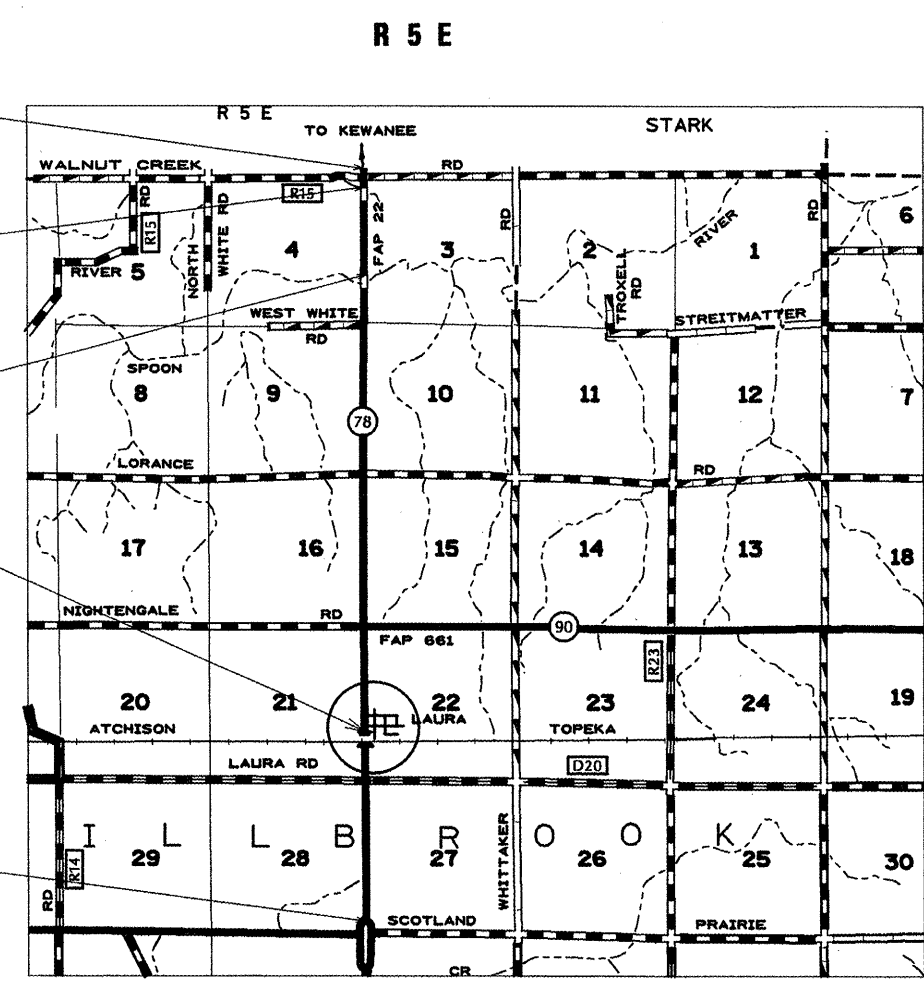 R 5 E
R 5 E
STARK
TO KEWANEE
WALNUT CREEK RD
RD
R15
R15
FAP 22
RD
RD
6
NORTH WHITE RD
4
3
2
RIVER
1
RIVER
5
TROXELL RD
WEST WHITE RD
STREITMATTER
SPOON
8
9
10
11
12
7
78
LORANCE
RD
17
16
15
14
13
18
NIGHTENGALE RD
90
FAP 661
R23
20
21
22
23
24
19
LAURA
ATCHISON
TOPEKA
LAURA RD
D20
ILLBROOK
29
28
27
26
25
30
R14
RD
WHITTAKER
SCOTLAND
PRAIRIE
CR